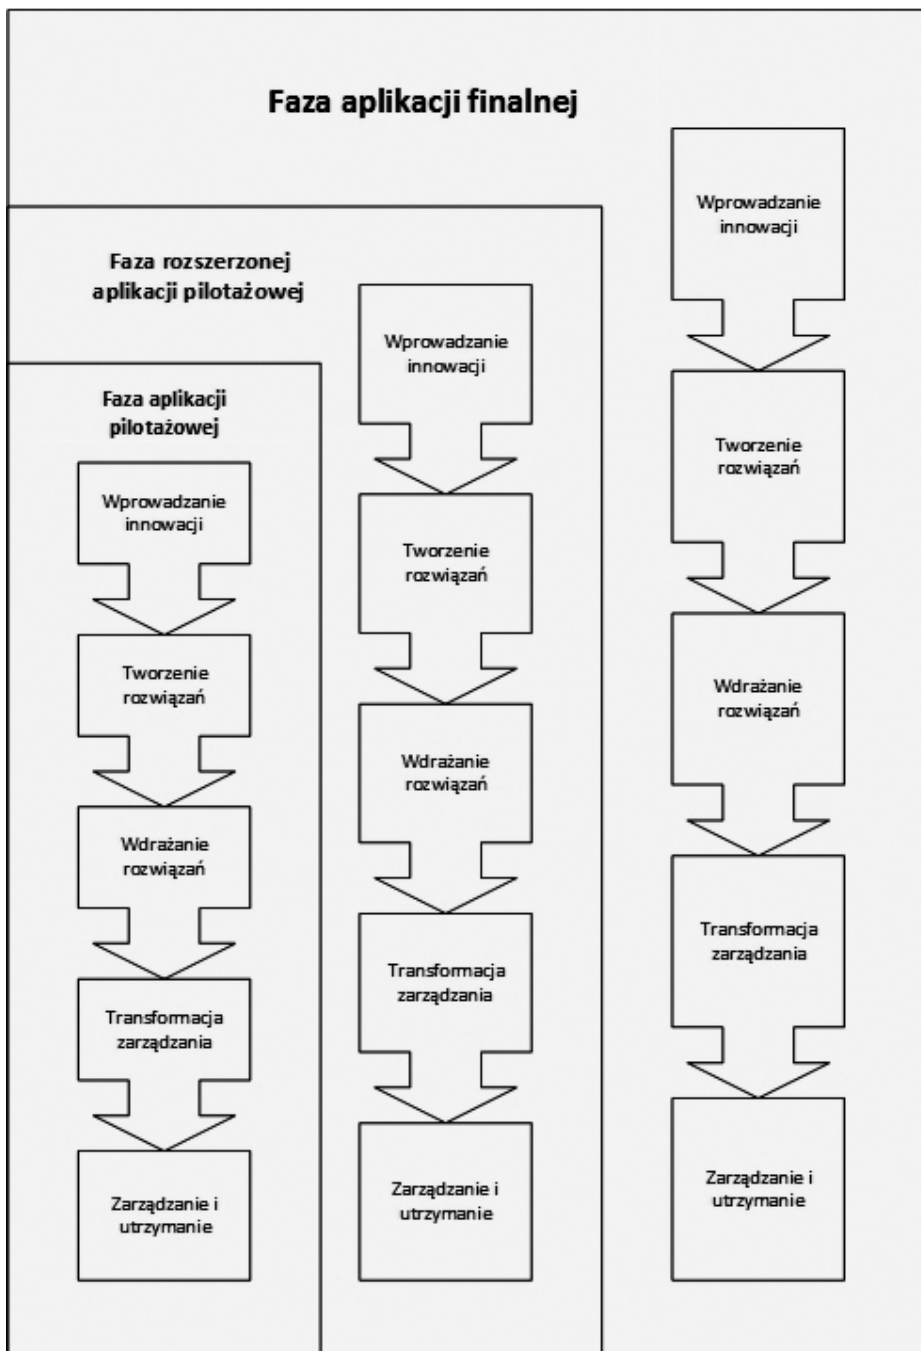 Faza aplikacji finalnej
Faza rozszerzonej
aplikacji pilotażowej
Faza aplikacji
pilotażowej
Wprowadzanie
innowacji
Tworzenie
rozwiązań
Wdrażanie
rozwiązań
Transformacja
zarządzania
Zarządzanie i
utrzymanie
Wprowadzanie
innowacji
Tworzenie
rozwiązań
Wdrażanie
rozwiązań
Transformacja
zarządzania
Zarządzanie i
utrzymanie
Wprowadzanie
innowacji
Tworzenie
rozwiązań
Wdrażanie
rozwiązań
Transformacja
zarządzania
Zarządzanie i
utrzymanie